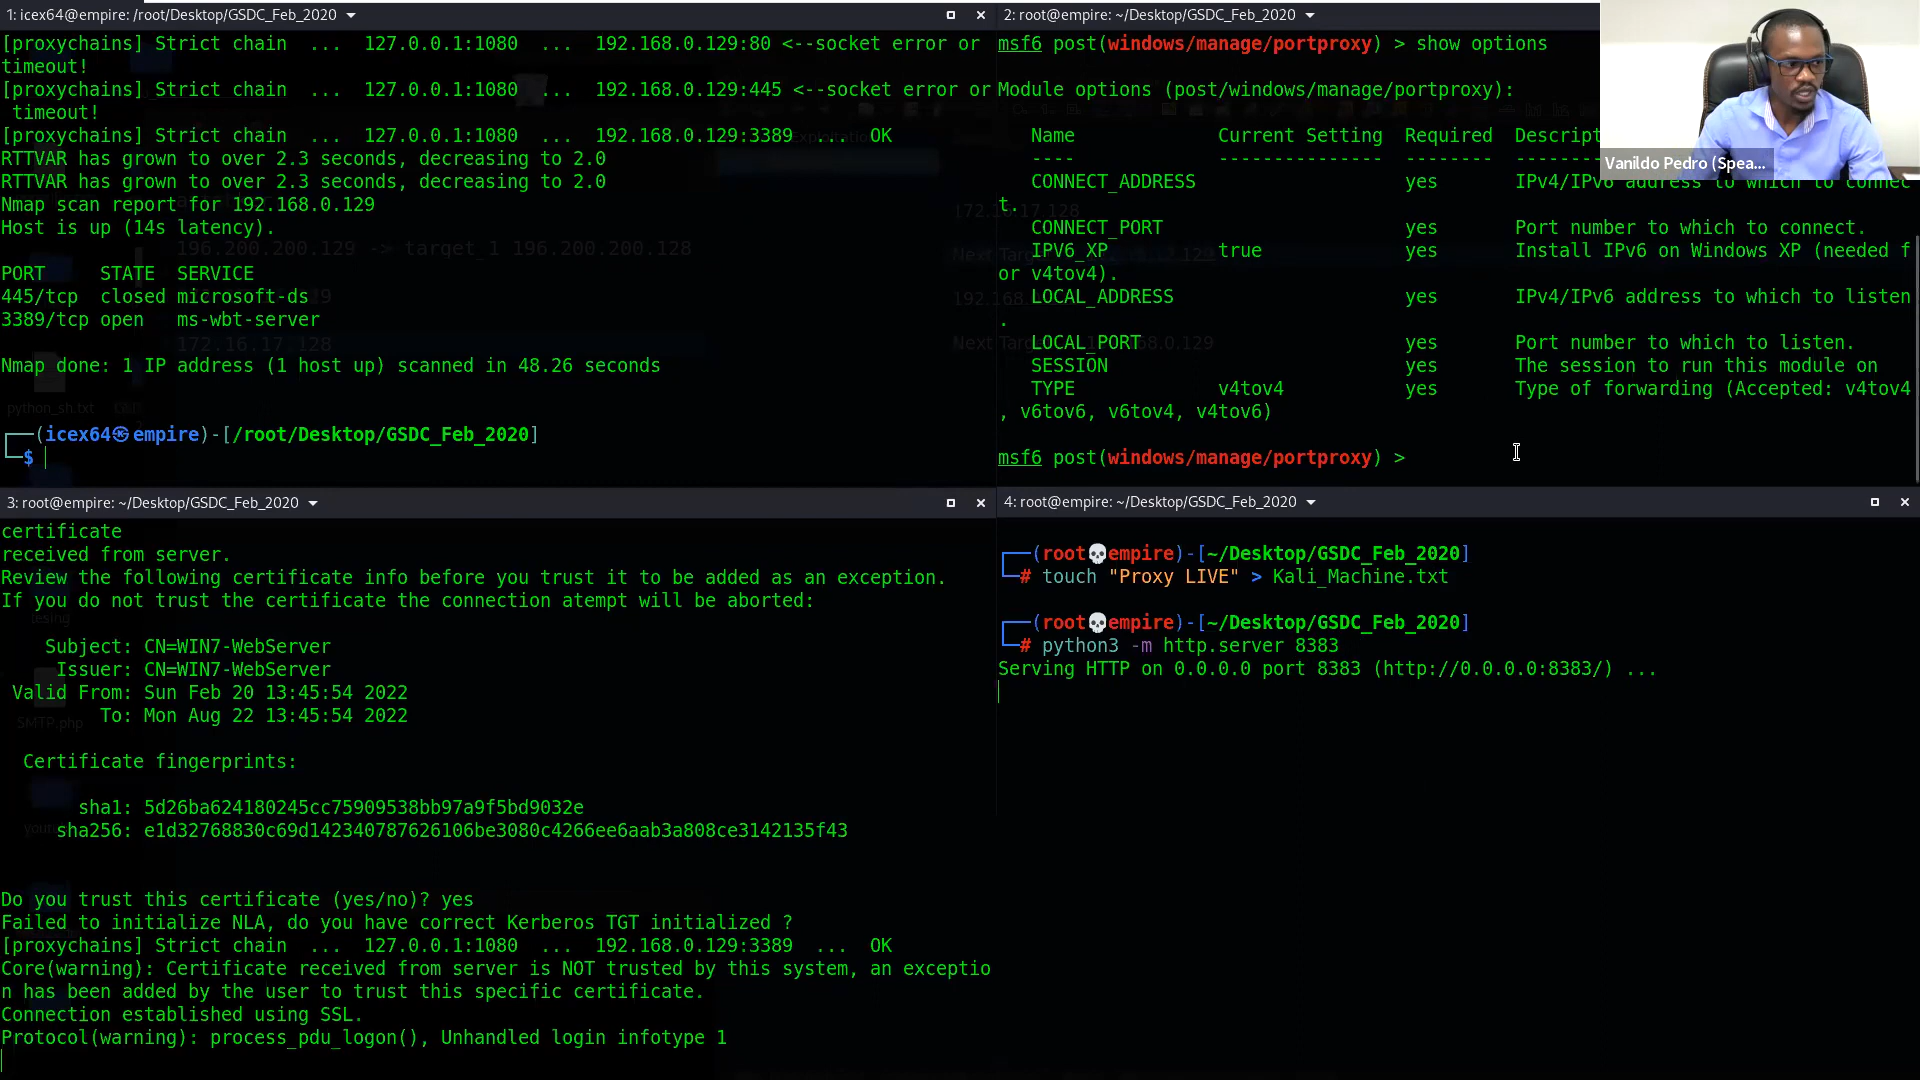 1: icex64@empire: /root/Desktop/GSDC_Feb_2020
[proxychains] Strict chain  ...  127.0.0.1:1080  ...  192.168.0.129:80 <--socket error or
timeout!
[proxychains] Strict chain  ...  127.0.0.1:1080  ...  192.168.0.129:445 <--socket error or
 timeout!
[proxychains] Strict chain  ...  127.0.0.1:1080  ...  192.168.0.129:3389  ...  OK
RTTVAR has grown to over 2.3 seconds, decreasing to 2.0
RTTVAR has grown to over 2.3 seconds, decreasing to 2.0
Nmap scan report for 192.168.0.129
Host is up (14s latency).
196.200.200.129 -> target_1 196.200.200.128
PORT     STATE  SERVICE
445/tcp  closed microsoft-ds
3389/tcp open   ms-wbt-server
172.16.17.128
Nmap done: 1 IP address (1 host up) scanned in 48.26 seconds
python_sh.txt
(icex64㉿empire)-[/root/Desktop/GSDC_Feb_2020]
$
2: root@empire: ~/Desktop/GSDC_Feb_2020
msf6 post(windows/manage/portproxy) > show options
Module options (post/windows/manage/portproxy):
Name             Current Setting  Required  Descript
----             ---------------  --------  -------
CONNECT_ADDRESS                   yes       IPv4/IPv6 address to which to connec
t.
CONNECT_PORT                      yes       Port number to which to connect.
IPV6_XP          true             yes       Install IPv6 on Windows XP (needed f
or v4tov4).
LOCAL_ADDRESS                     yes       IPv4/IPv6 address to which to listen
.
LOCAL_PORT                        yes       Port number to which to listen.
SESSION                           yes       The session to run this module on
TYPE             v4tov4           yes       Type of forwarding (Accepted: v4tov4
, v6tov6, v6tov4, v4tov6)
msf6 post(windows/manage/portproxy) >
Vanildo Pedro (Spea...
3: root@empire: ~/Desktop/GSDC_Feb_2020
certificate
received from server.
Review the following certificate info before you trust it to be added as an exception.
If you do not trust the certificate the connection atempt will be aborted:
Subject: CN=WIN7-WebServer
Issuer: CN=WIN7-WebServer
Valid From: Sun Feb 20 13:45:54 2022
To: Mon Aug 22 13:45:54 2022
SMTP.php
Certificate fingerprints:
sha1: 5d26ba624180245cc75909538bb97a9f5bd9032e
sha256: e1d32768830c69d142340787626106be3080c4266ee6aab3a808ce3142135f43
Do you trust this certificate (yes/no)? yes
Failed to initialize NLA, do you have correct Kerberos TGT initialized ?
[proxychains] Strict chain  ...  127.0.0.1:1080  ...  192.168.0.129:3389  ...  OK
Core(warning): Certificate received from server is NOT trusted by this system, an exceptio
n has been added by the user to trust this specific certificate.
Connection established using SSL.
Protocol(warning): process_pdu_logon(), Unhandled login infotype 1
4: root@empire: ~/Desktop/GSDC_Feb_2020
(root💀empire)-[~/Desktop/GSDC_Feb_2020]
# touch "Proxy LIVE" > Kali_Machine.txt
(root💀empire)-[~/Desktop/GSDC_Feb_2020]
# python3 -m http.server 8383
Serving HTTP on 0.0.0.0 port 8383 (http://0.0.0.0:8383/) ...